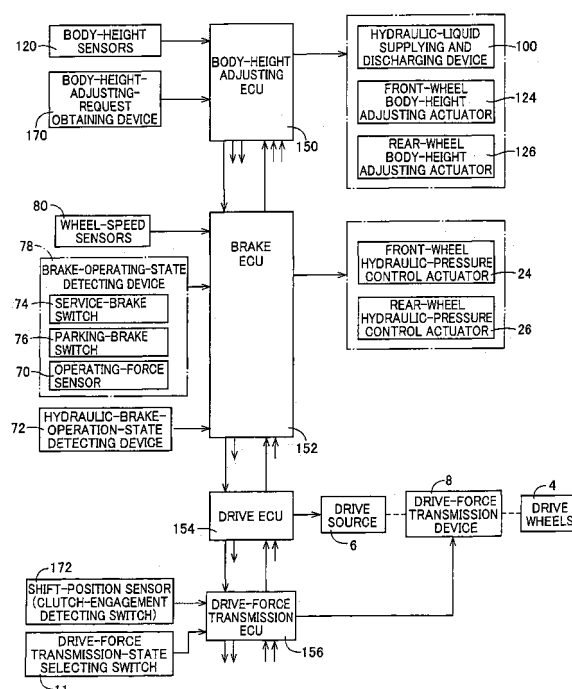 120
BODY-HEIGHT
SENSORS
BODY-HEIGHT-
ADJUSTING-
REQUEST
OBTAINING DEVICE
170
BODY-HEIGHT
ADJUSTING
ECU
150
HYDRAULIC-LIQUID
SUPPLYING AND
DISCHARGING DEVICE
100
FRONT-WHEEL
BODY-HEIGHT
ADJUSTING ACTUATOR
124
REAR-WHEEL
BODY-HEIGHT
ADJUSTING ACTUATOR
126
80
WHEEL-SPEED
SENSORS
78
BRAKE-OPERATING-STATE
DETECTING DEVICE
74
SERVICE-BRAKE
SWITCH
76
PARKING-BRAKE
SWITCH
70
OPERATING-FORCE
SENSOR
72
HYDRAULIC-BRAKE-
OPERATION-STATE
DETECTING DEVICE
BRAKE
ECU
152
FRONT-WHEEL
HYDRAULIC-PRESSURE
CONTROL ACTUATOR
24
REAR-WHEEL
HYDRAULIC-PRESSURE
CONTROL ACTUATOR
26
154
DRIVE ECU
DRIVE
SOURCE
6
8
DRIVE-FORCE
TRANSMISSION
DEVICE
4
DRIVE
WHEELS
172
SHIFT-POSITION SENSOR
(CLUTCH-ENGAGEMENT
DETECTING SWITCH)
DRIVE-FORCE
TRANSMISSION-STATE
SELECTING SWITCH
11
DRIVE-FORCE
TRANSMISSION
ECU
156